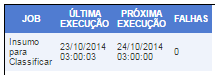 JOB ÚLTIMA EXECUÇÃO PRÓXIMA EXECUÇÃO FALHAS
Insumo para Classificar 23/10/2014 03:00:03 24/10/2014 03:00:00 0